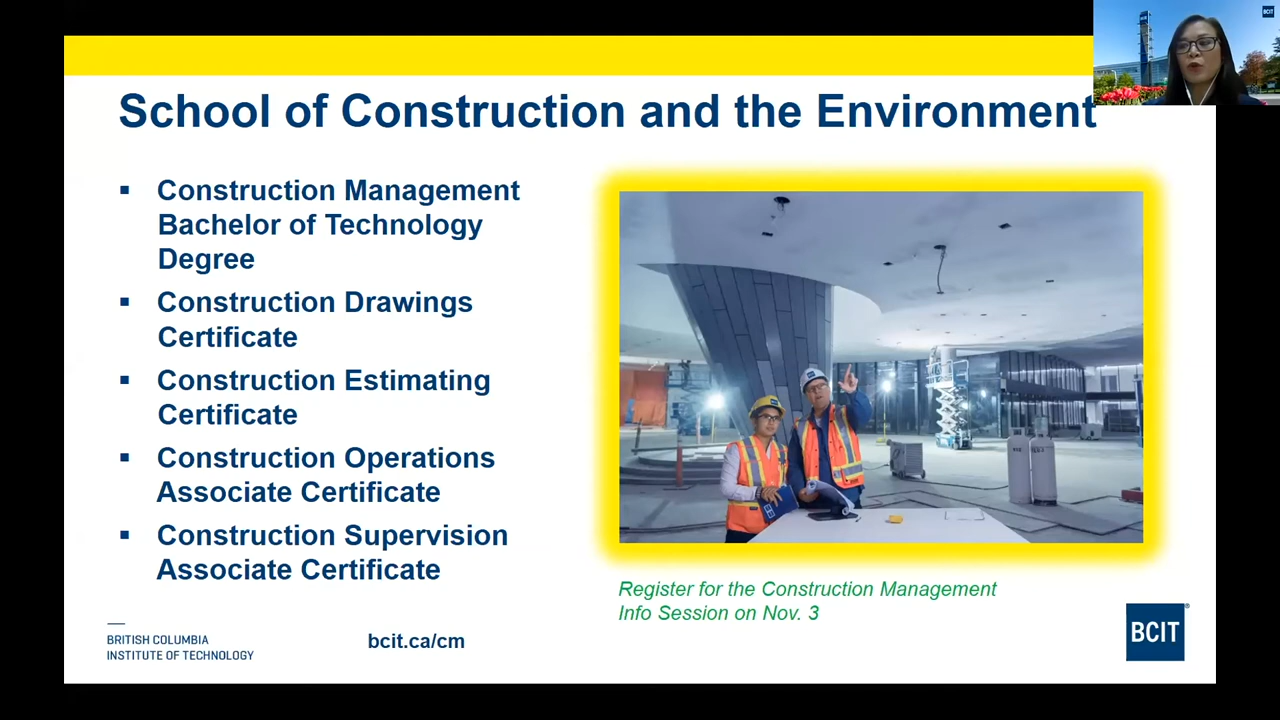 School of Construction and the Environment
▪ Construction Management
Bachelor of Technology
Degree
▪ Construction Drawings
Certificate
▪ Construction Estimating
Certificate
▪ Construction Operations
Associate Certificate
▪ Construction Supervision
Associate Certificate
Register for the Construction Management
Info Session on Nov. 3
BRITISH COLUMBIA
INSTITUTE OF TECHNOLOGY
bcit.ca/cm
BCIT®
BCIT